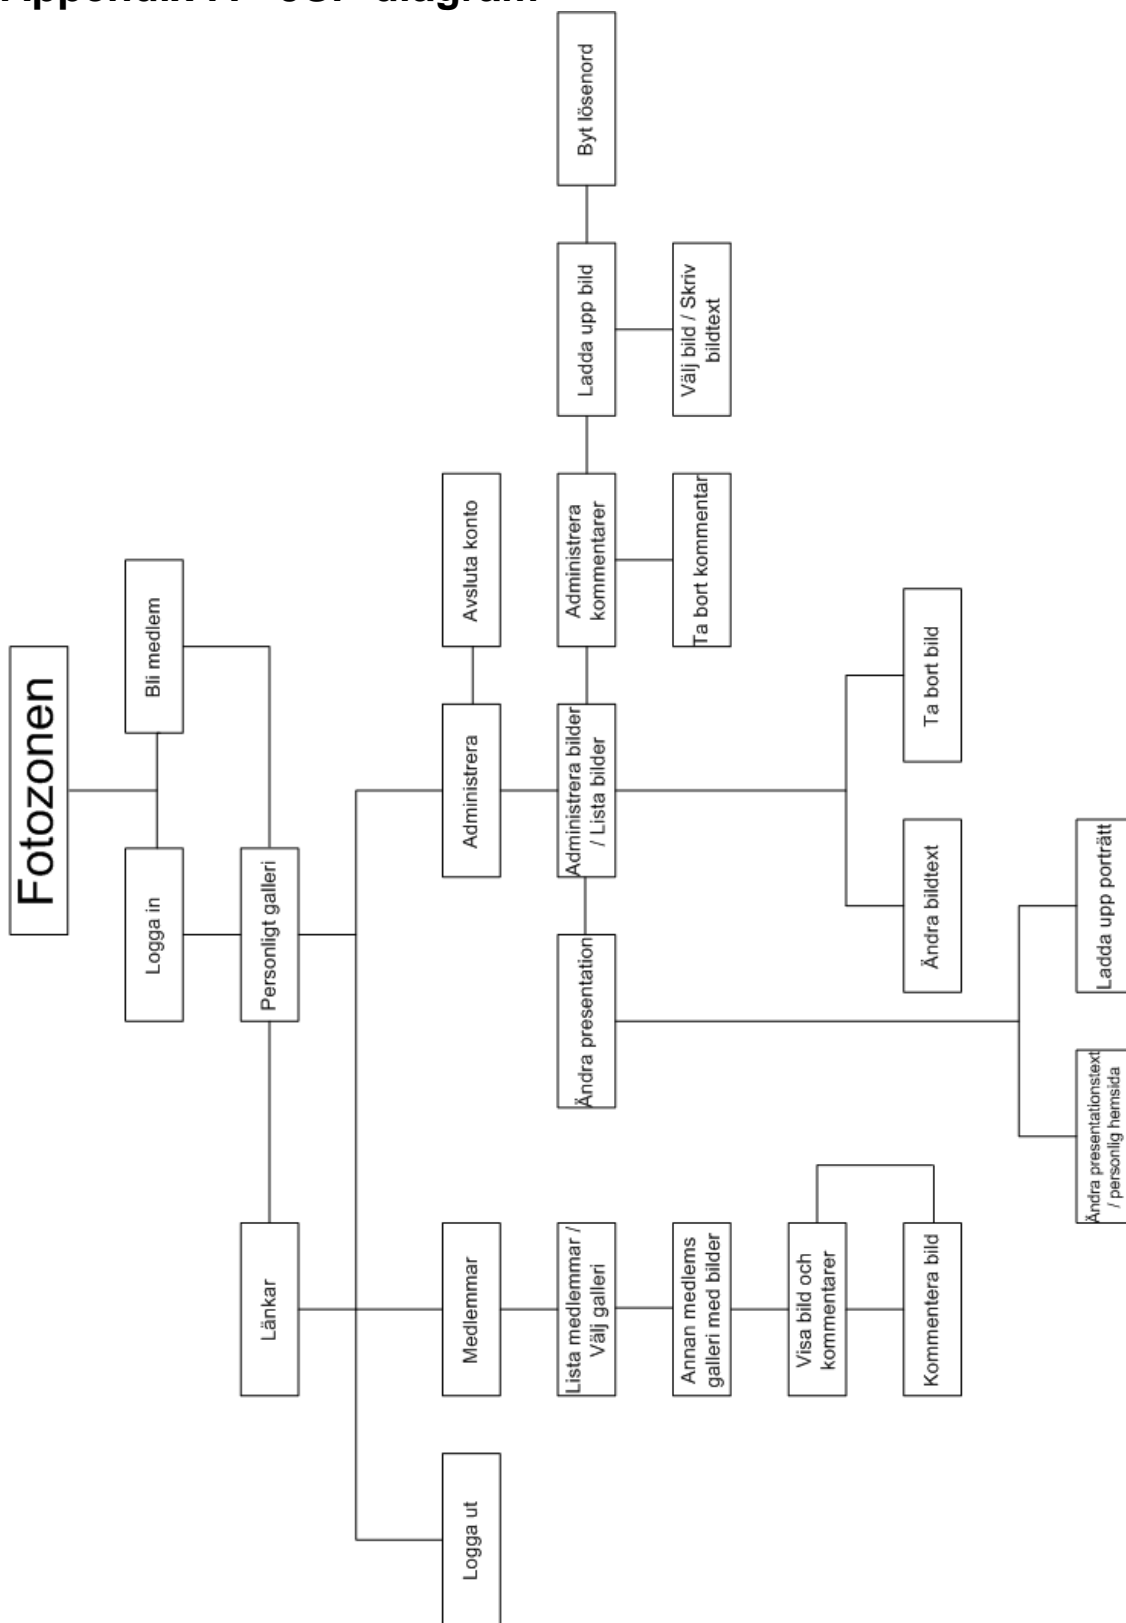 Fotozonen
Bli medlem
Logga in
Personligt galleri
Länkar
Administrera
Avsluta konto
Medlemmar
Logga ut
Byt lösenord
Ladda upp bild
Välj bild / Skriv
bildtext
Administrera
kommentarer
Ta bort kommentar
Administrera bilder
/ Lista bilder
Ändra presentation
Ta bort bild
Ändra bildtext
Ladda upp porträtt
Ändra presentationstext
/ personlig hemsida
Lista medlemmar /
Välj galleri
Annan medlems
galleri med bilder
Visa bild och
kommentarer
Kommentera bild